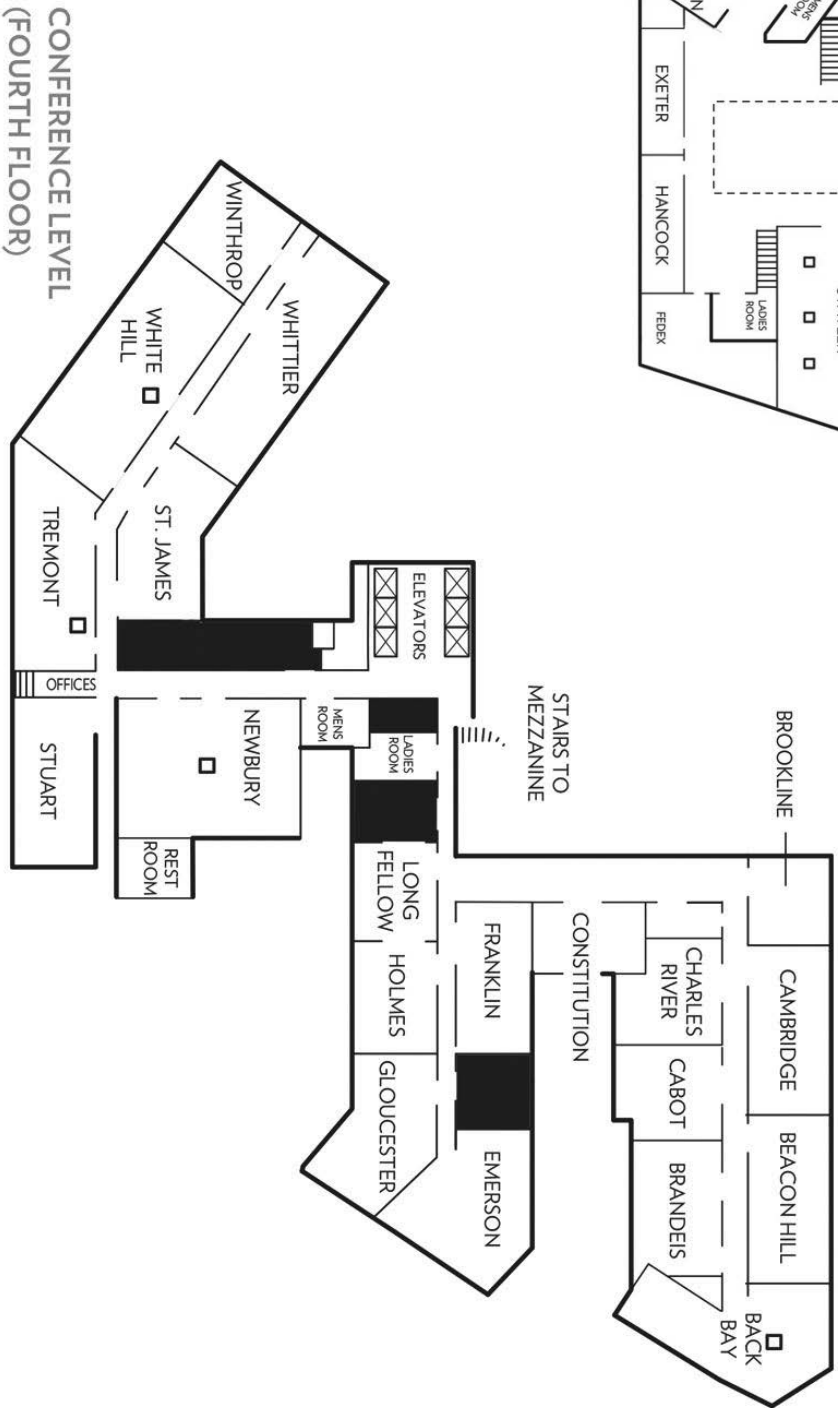 MENS
ROOM
EXETER
HANCOCK
LADIES
ROOM
FEDEX
CONFERENCE LEVEL
(FOURTH FLOOR)
WINTHROP
WHITTIER
WHITE
HILL
ST. JAMES
TREMONT
OFFICES
STUART
ELEVATORS
STAIRS TO
MEZZANINE
MENS
ROOM
LADIES
ROOM
NEWBURY
REST
ROOM
LONG
FELLOW
HOLMES
GLOUCESTER
FRANKLIN
EMERSON
CONSTITUTION
BROOKLINE
CHARLES
RIVER
CABOT
BRANDEIS
CAMBRIDGE
BEACON HILL
BACK
BAY